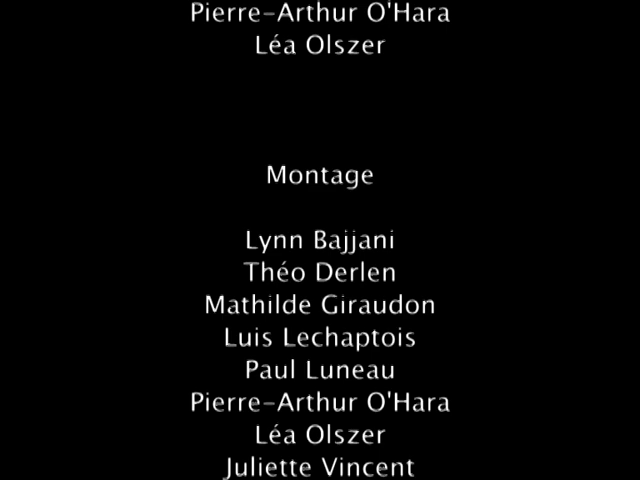 Pierre-Arthur O'Hara
Léa Olszer
Montage
Lynn Bajjani
Théo Derlen
Mathilde Giraudon
Luis Lechaptois
Paul Luneau
Pierre-Arthur O'Hara
Léa Olszer
Juliette Vincent